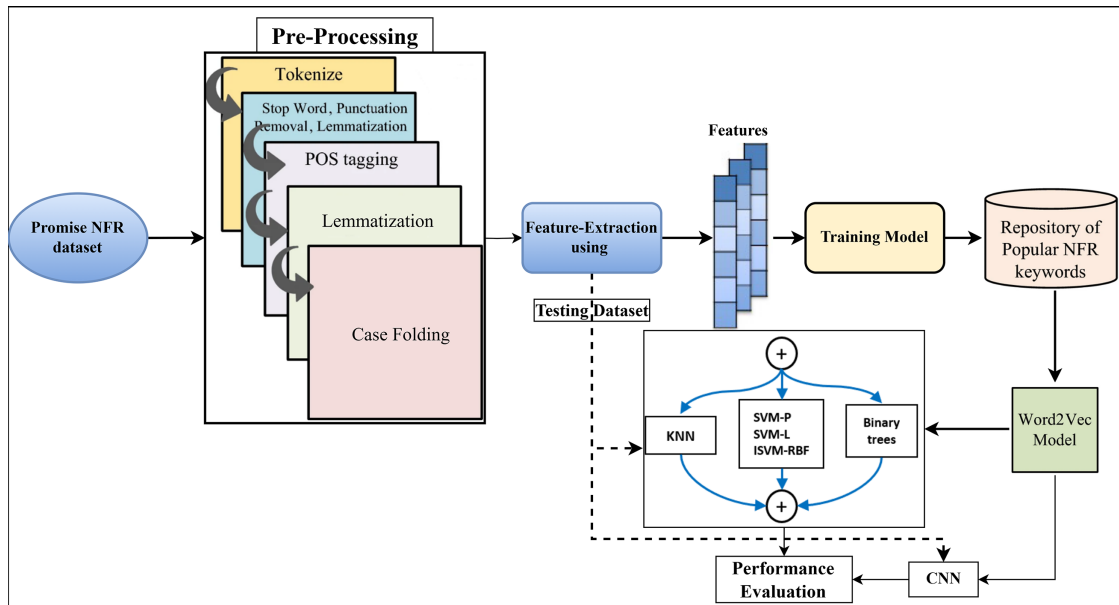 Pre-Processing
Tokenize
Stop Word, Punctuation
Removal, Lemmatization
POS tagging
Lemmatization
Case Folding
Promise NFR
dataset
Feature-Extraction
using
Features
Training Model
Repository of
Popular NFR
keywords
Testing Dataset
+
KNN
SVM-P
SVM-L
ISVM-RBF
Binary
trees
+
Word2Vec
Model
Performance
Evaluation
CNN